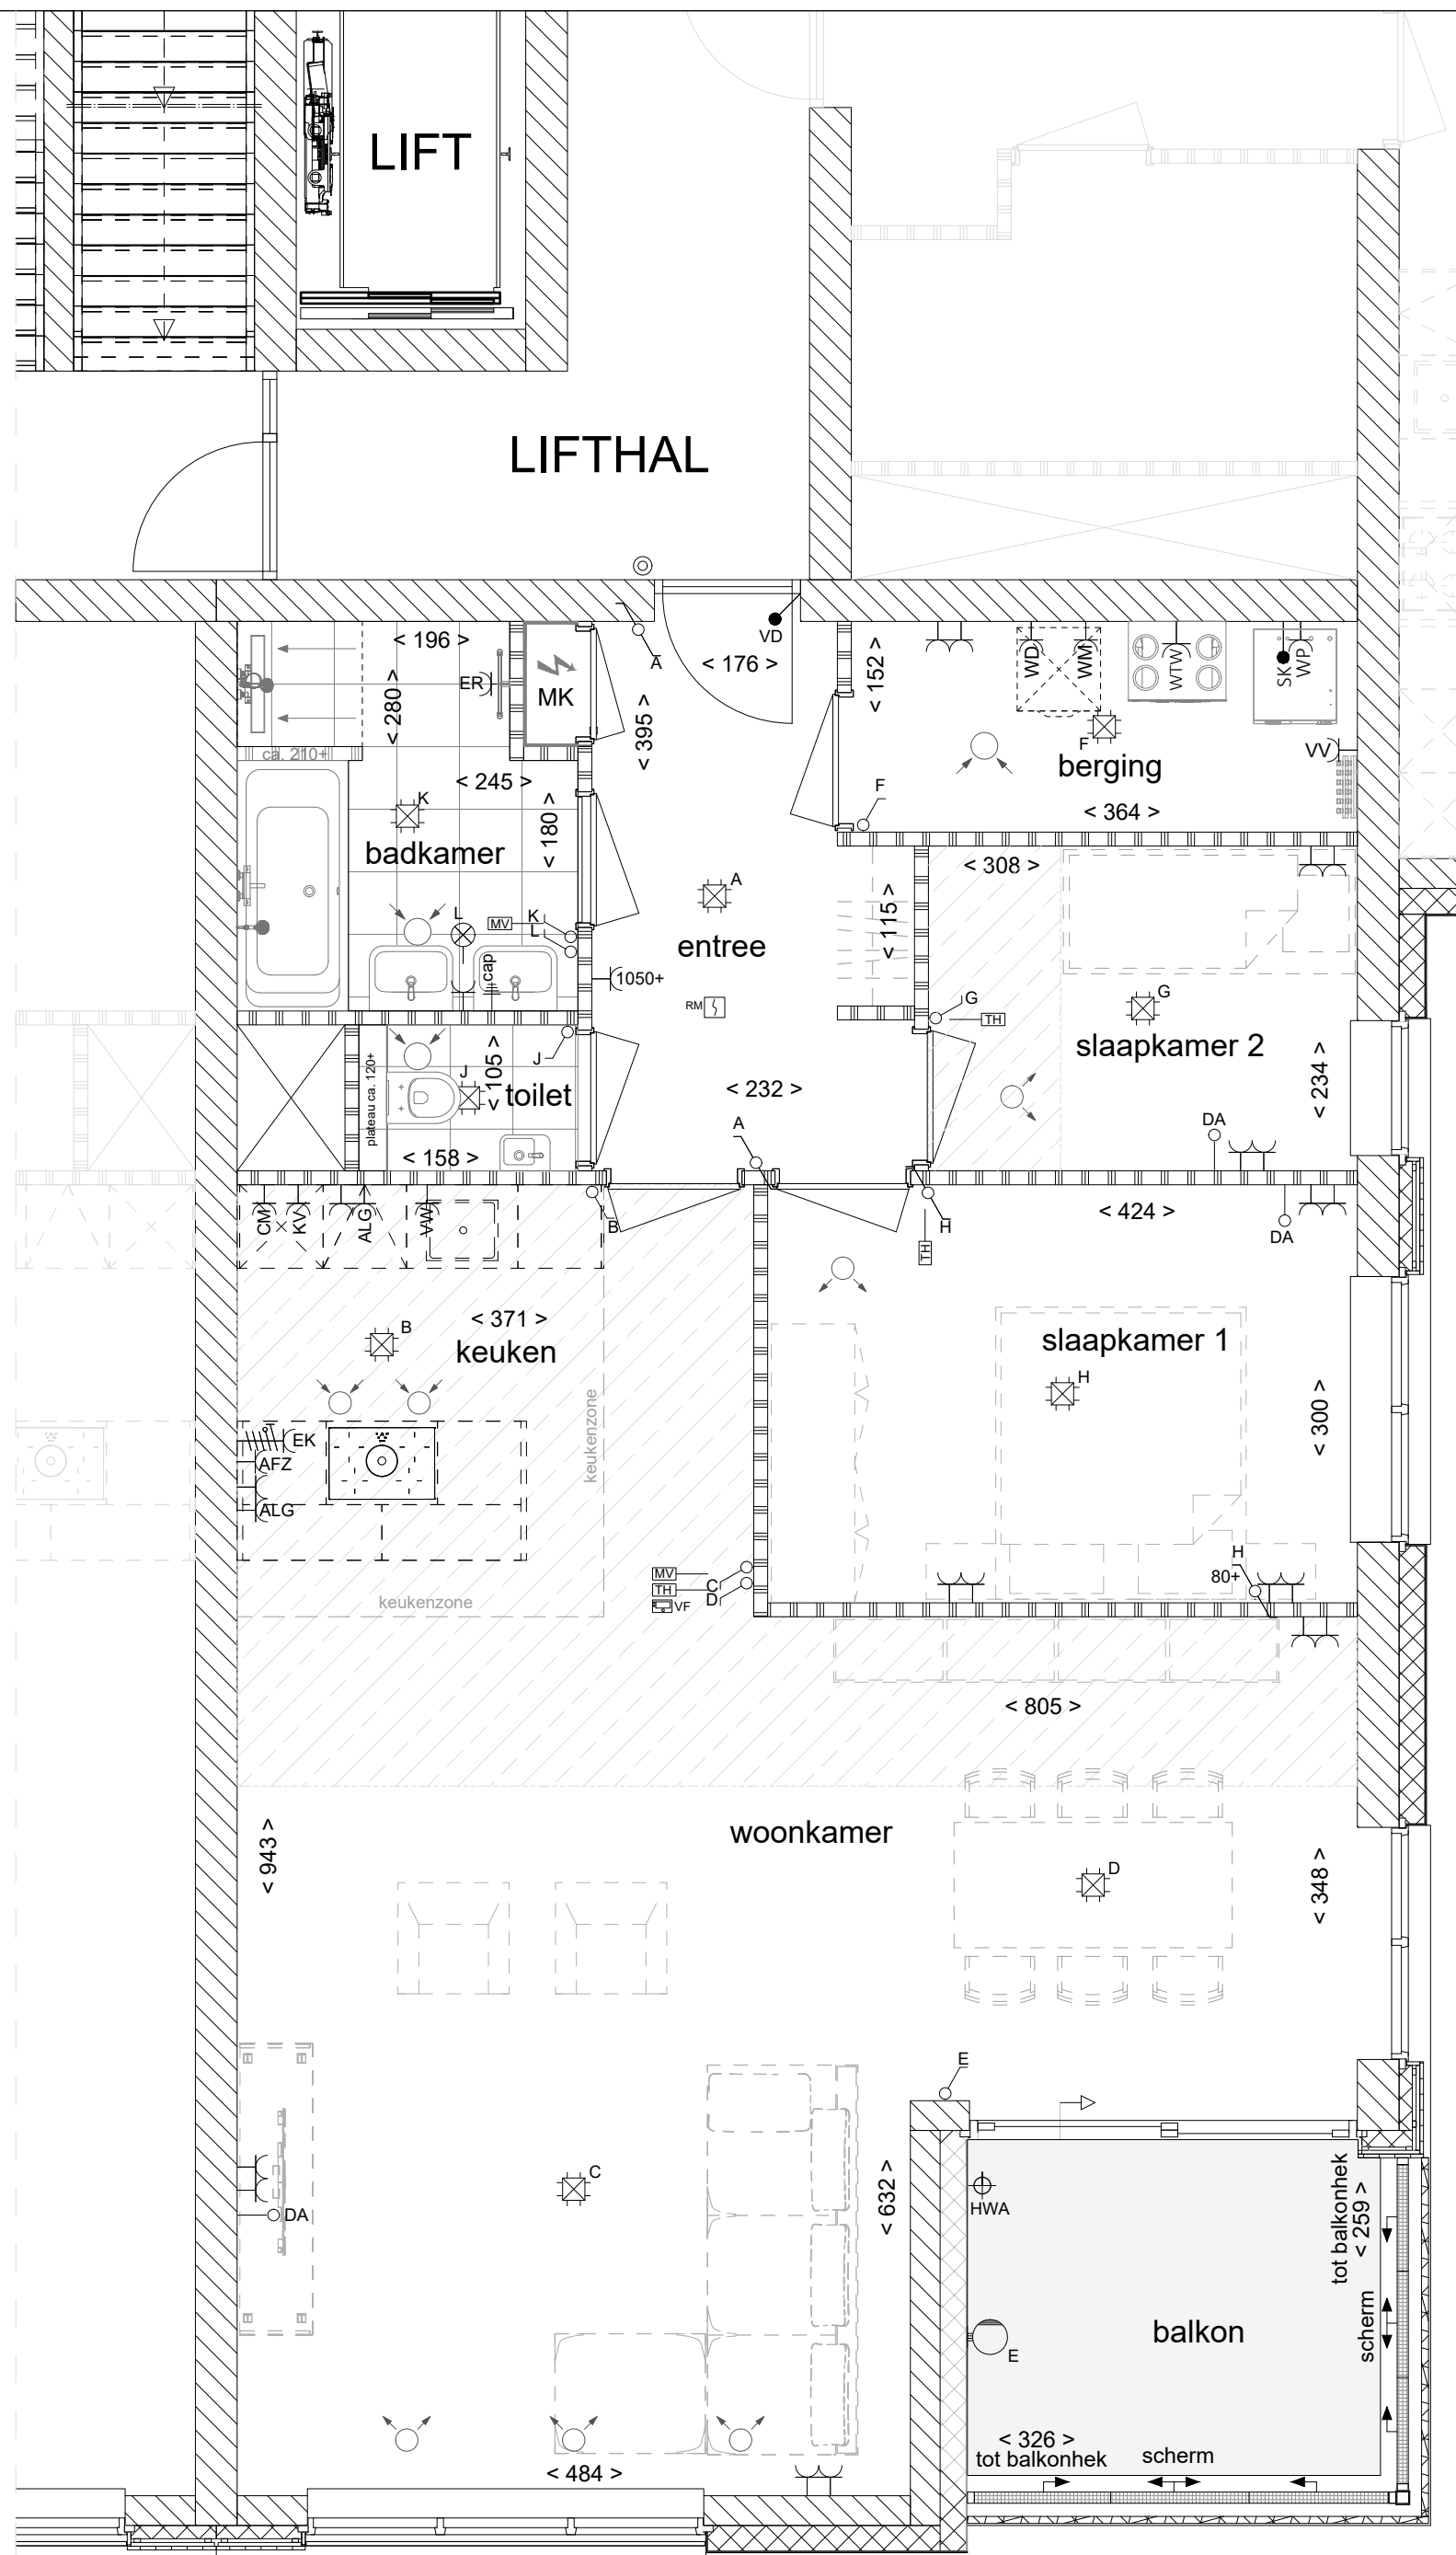 LIFT
LIFTHAL
< 196 >
< 280 >
ER
MK
A
< 395 >
VD
< 176 >
< 152 >
WD
WM
WTW
SK
WP
F
VV
berging
< 364 >
F
ca. 210+
< 245 >
K
badkamer
< 180 >
L
MV
K
L
cap
1050+
A
entree
RM
< 115 >
< 308 >
G
TH
G
slaapkamer 2
< 234 >
DA
J
J
< 105 >
toilet
plateau ca. 120+
< 158 >
< 232 >
A
B
H
TH
< 424 >
DA
CM
KV
ALG
VW
< 371 >
B
keuken
keukenzone
EK
AFZ
ALG
keukenzone
slaapkamer 1
H
< 300 >
H
80+
MV
TH
VF
C
D
< 805 >
woonkamer
< 943 >
D
< 348 >
E
C
DA
< 632 >
HWA
tot balkonhek
< 259 >
scherm
balkon
E
< 326 >
tot balkonhek
scherm
< 484 >